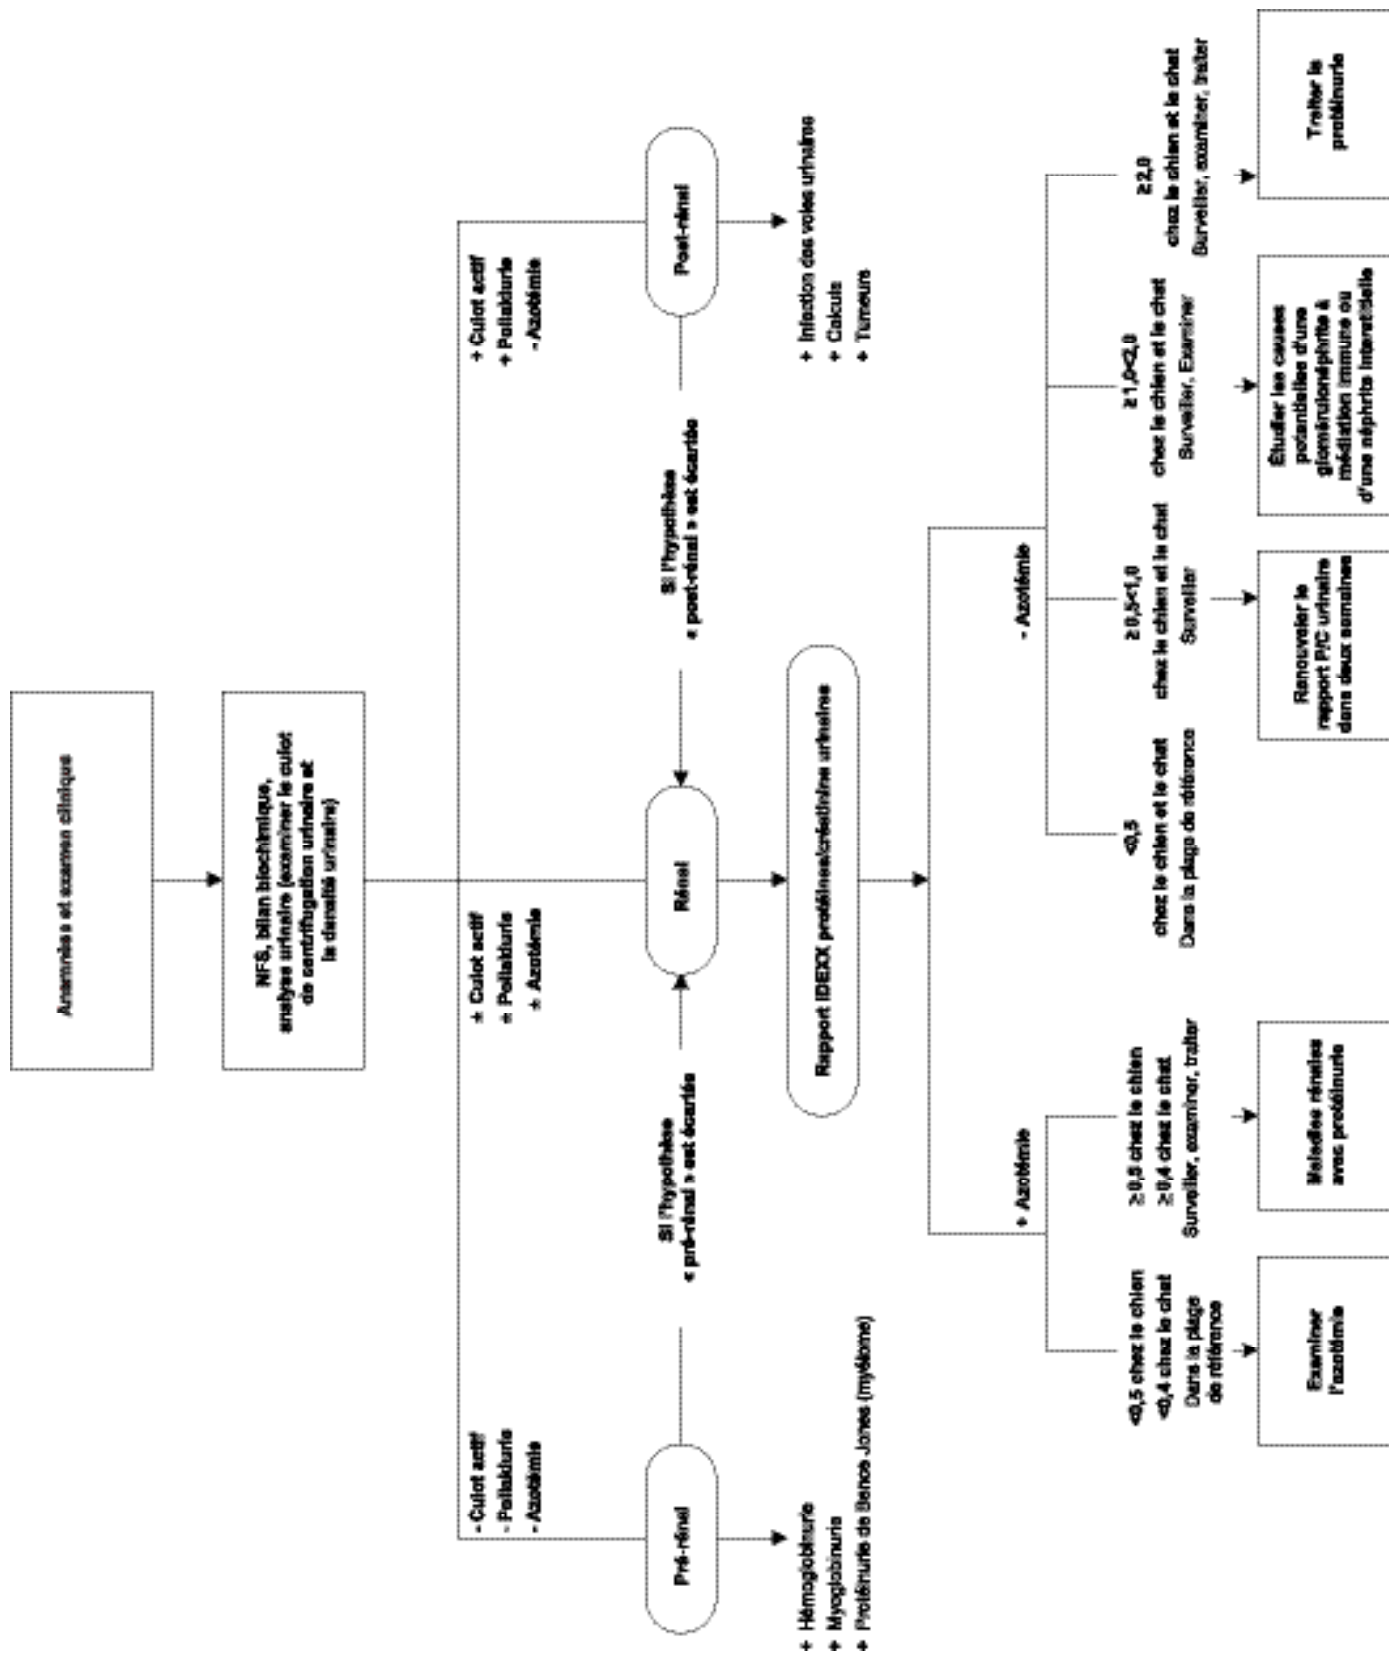 Anamnèse et examen clinique
NFS, bilan biochimique,
analyse urinaire (examiner le culot
de centrifugation urinaire et
la densité urinaire)
- Culot actif
- Pollakiurie
- Azotémie
± Culot actif
± Pollakiurie
± Azotémie
+ Culot actif
+ Pollakiurie
- Azotémie
Pré-rénal
Si l'hypothèse
« pré-rénal » est écartée
Rénal
Si l'hypothèse
« post-rénal » est écartée
Post-rénal
+ Hémoglobinurie
+ Myoglobinurie
+ Protéinurie de Bence Jones (myélome)
Rapport IDEXX protéines/créatinine urinaires
+ Infection des voies urinaires
+ Calculs
+ Tumeurs
+ Azotémie
- Azotémie
<0,5 chez le chien
<0,4 chez le chat
Dans la plage
de référence
≥0,5 chez le chien
≥0,4 chez le chat
Surveiller, examiner, traiter
<0,5
chez le chien et le chat
Dans la plage de référence
≥0,5<1,0
chez le chien et le chat
Surveiller
≥1,0<2,0
chez le chien et le chat
Surveiller, Examiner
≥2,0
chez le chien et le chat
Surveiller, examiner, traiter
Examiner
l'azotémie
Maladies rénales
avec protéinurie
Renouveler le
rapport P/C urinaire
dans deux semaines
Étudier les causes
potentielles d'une
glomérulonéphrite à
médiation immune ou
d'une néphrite interstitielle
Traiter la
protéinurie